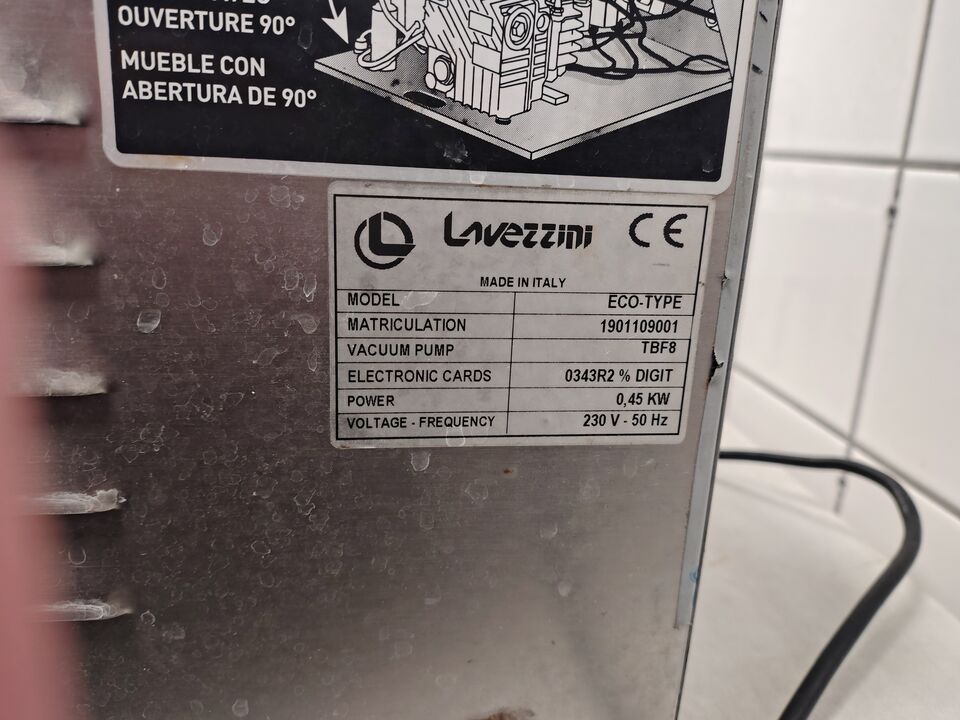 OUVERTURE 90°
MUEBLE CON
ABERTURA DE 90°
Lavezzini CE
MADE IN ITALY
MODEL ECO-TYPE
MATRICULATION 1901109001
VACUUM PUMP TBF8
ELECTRONIC CARDS 0343R2 % DIGIT
POWER 0,45 KW
VOLTAGE - FREQUENCY 230 V - 50 Hz